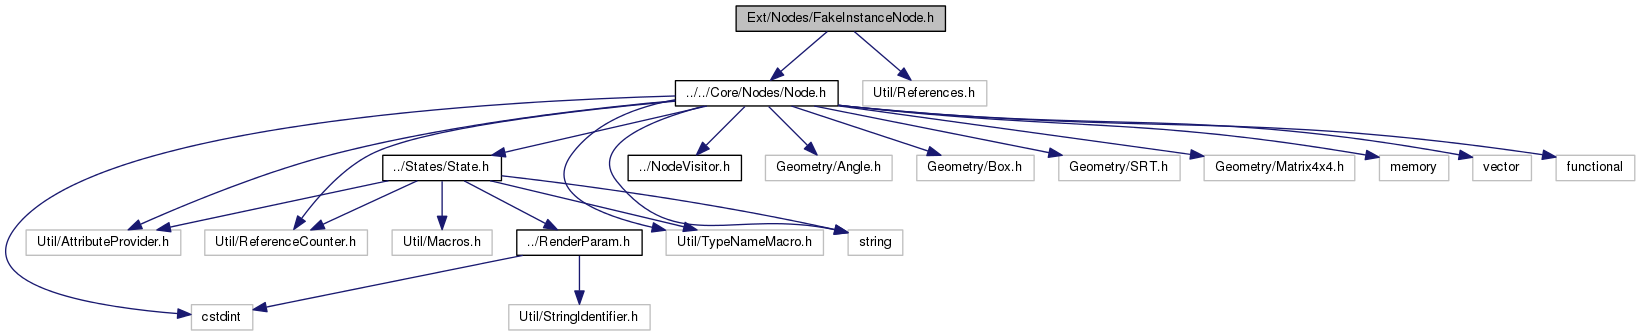 Ext/Nodes/FakeInstanceNode.h
../../Core/Nodes/Node.h
Util/References.h
../States/State.h
../NodeVisitor.h
Geometry/Angle.h
Geometry/Box.h
Geometry/SRT.h
Geometry/Matrix4x4.h
memory
vector
functional
Util/AttributeProvider.h
Util/ReferenceCounter.h
Util/Macros.h
../RenderParam.h
Util/TypeNameMacro.h
string
cstdint
Util/StringIdentifier.h